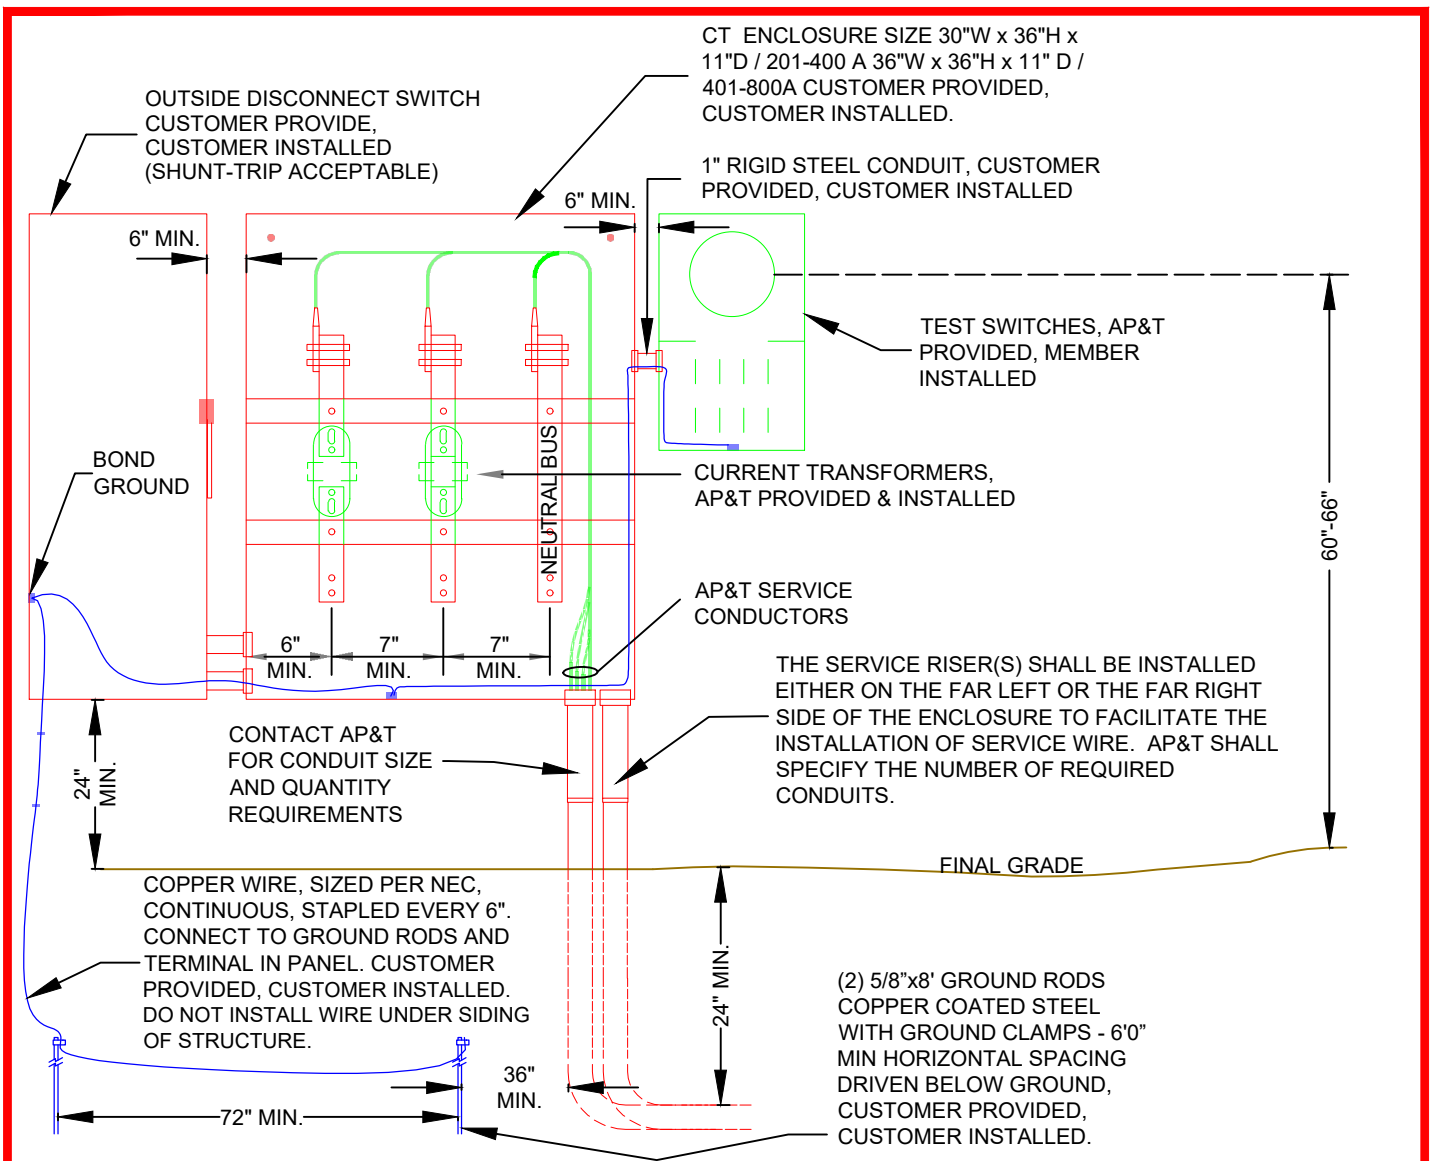 CT ENCLOSURE SIZE 30"W x 36"H x
11"D / 201-400 A 36"W x 36"H x 11" D /
401-800A CUSTOMER PROVIDED,
CUSTOMER INSTALLED.
OUTSIDE DISCONNECT SWITCH
CUSTOMER PROVIDE,
CUSTOMER INSTALLED
(SHUNT-TRIP ACCEPTABLE)
1" RIGID STEEL CONDUIT, CUSTOMER
PROVIDED, CUSTOMER INSTALLED
6" MIN.
6" MIN.
TEST SWITCHES, AP&T
PROVIDED, MEMBER
INSTALLED
BOND
GROUND
NEUTRAL BUS
CURRENT TRANSFORMERS,
AP&T PROVIDED & INSTALLED
60"-66"
AP&T SERVICE
CONDUCTORS
6"
MIN.
7"
MIN.
7"
MIN.
THE SERVICE RISER(S) SHALL BE INSTALLED
EITHER ON THE FAR LEFT OR THE FAR RIGHT
SIDE OF THE ENCLOSURE TO FACILITATE THE
INSTALLATION OF SERVICE WIRE. AP&T SHALL
SPECIFY THE NUMBER OF REQUIRED
CONDUITS.
CONTACT AP&T
FOR CONDUIT SIZE
AND QUANTITY
REQUIREMENTS
24"
MIN.
FINAL GRADE
COPPER WIRE, SIZED PER NEC,
CONTINUOUS, STAPLED EVERY 6".
CONNECT TO GROUND RODS AND
TERMINAL IN PANEL. CUSTOMER
PROVIDED, CUSTOMER INSTALLED.
DO NOT INSTALL WIRE UNDER SIDING
OF STRUCTURE.
24" MIN.
(2) 5/8”x8' GROUND RODS
COPPER COATED STEEL
WITH GROUND CLAMPS - 6'0”
MIN HORIZONTAL SPACING
DRIVEN BELOW GROUND,
CUSTOMER PROVIDED,
CUSTOMER INSTALLED.
36"
MIN.
72" MIN.